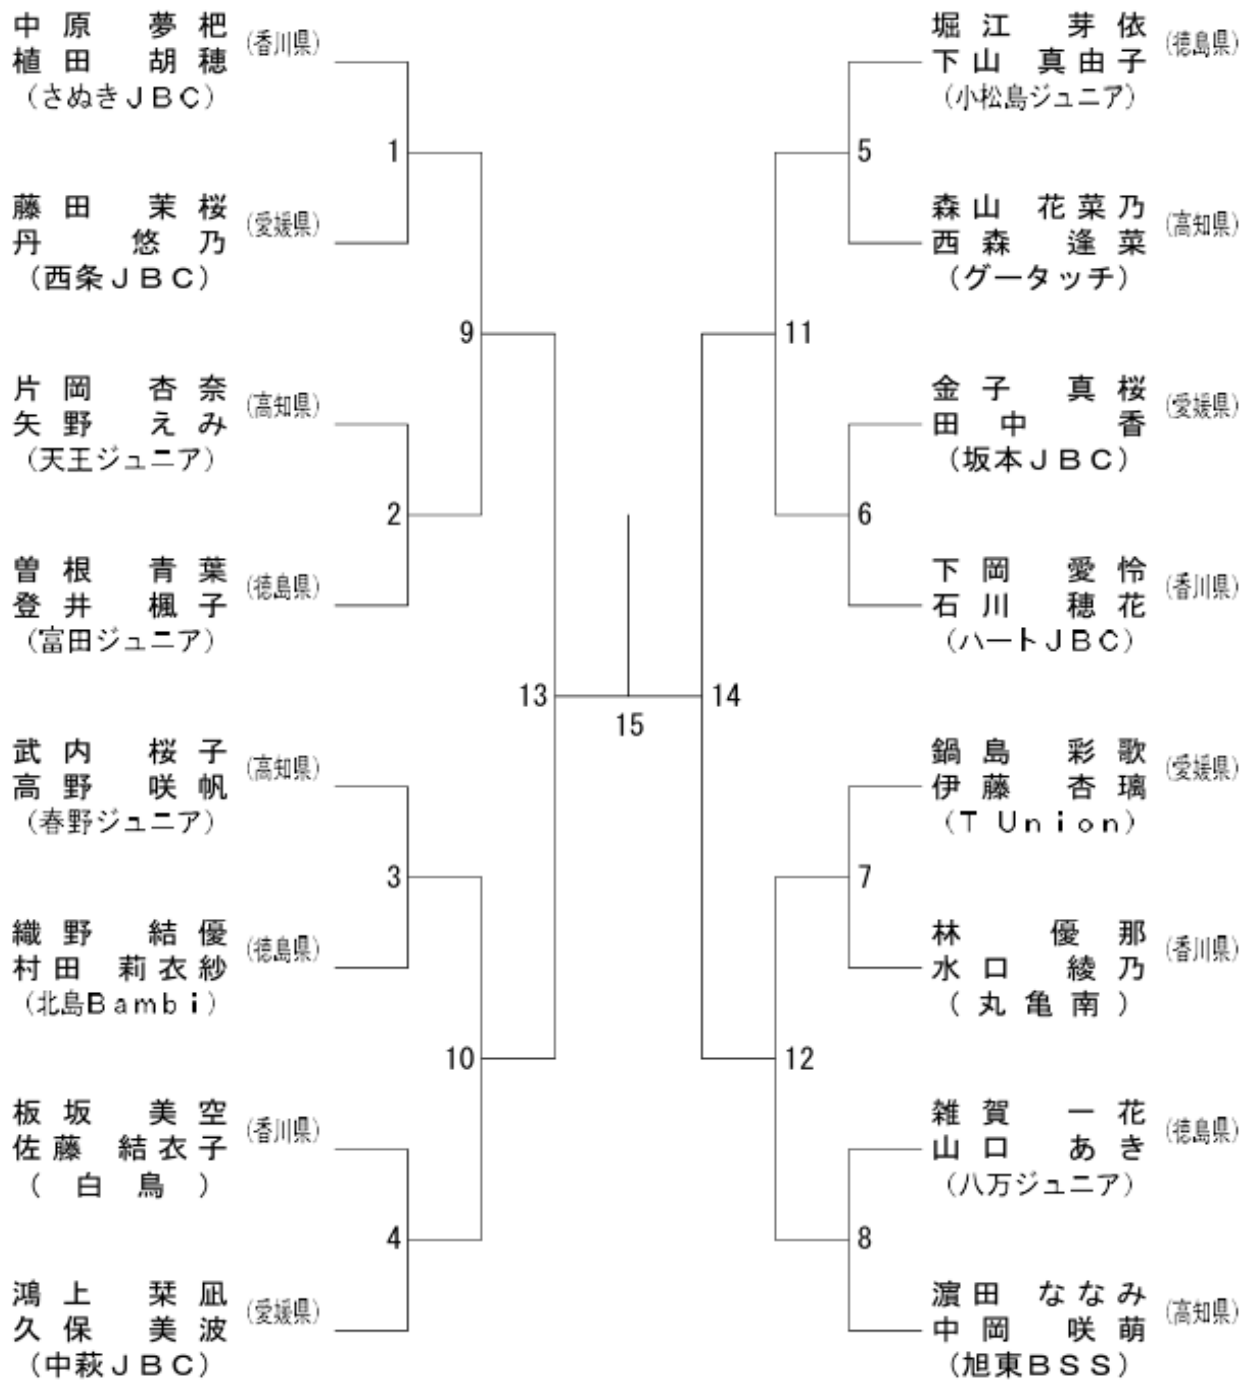 中原 夢杷 (香川県)
植田 胡穂
(さぬきJBC)
1
藤田 茉桜 (愛媛県)
丹 悠乃
(西条JBC)
9
片岡 杏奈 (高知県)
矢野 えみ
(天王ジュニア)
2
曽根 青葉 (徳島県)
登井 楓子
(富田ジュニア)
13
武内 桜子 (高知県)
高野 咲帆
(春野ジュニア)
3
織野 結優 (徳島県)
村田 莉衣紗
(北島Bambi)
10
板坂 美空 (香川県)
佐藤 結衣子
(白鳥)
4
鴻上 栞凪 (愛媛県)
久保 美波
(中萩JBC)
15
堀江 芽依 (徳島県)
下山 真由子
(小松島ジュニア)
5
森山 花菜乃 (高知県)
西森 逢菜
(グータッチ)
11
金子 真桜 (愛媛県)
田中 香
(坂本JBC)
6
下岡 愛怜 (香川県)
石川 穂花
(ハートJBC)
14
鍋島 彩歌 (愛媛県)
伊藤 杏璃
(T Union)
7
林 優那 (香川県)
水口 綾乃
(丸亀南)
12
雑賀 一花 (徳島県)
山口 あき
(八万ジュニア)
8
濵田 ななみ (高知県)
中岡 咲萌
(旭東BSS)